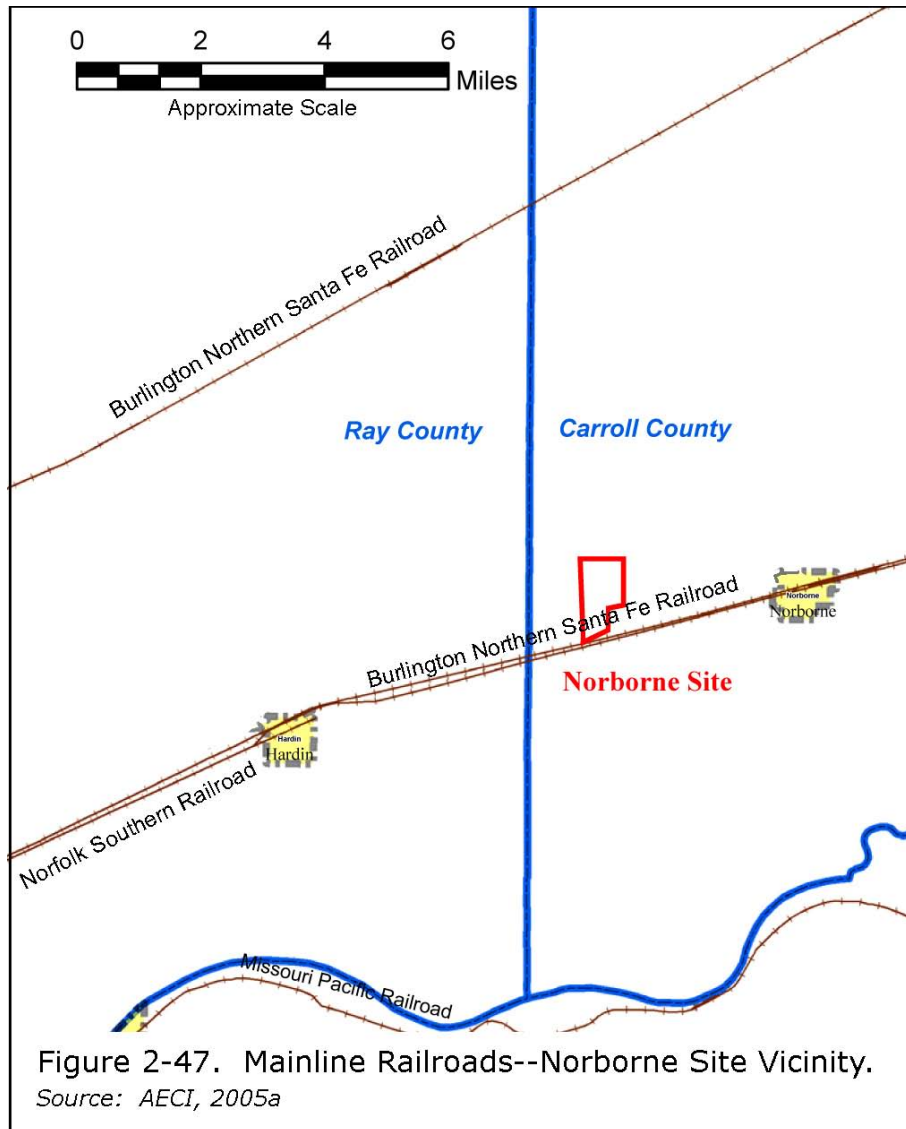 0 2 4 6
Miles
Approximate Scale
Burlington Northern Santa Fe Railroad
Ray County
Carroll County
Burlington Northern Santa Fe Railroad
Norborne
Norborne
Norborne Site
Hardin
Hardin
Norfolk Southern Railroad
Missouri Pacific Railroad
Figure 2-47. Mainline Railroads--Norborne Site Vicinity.
Source: AECI, 2005a